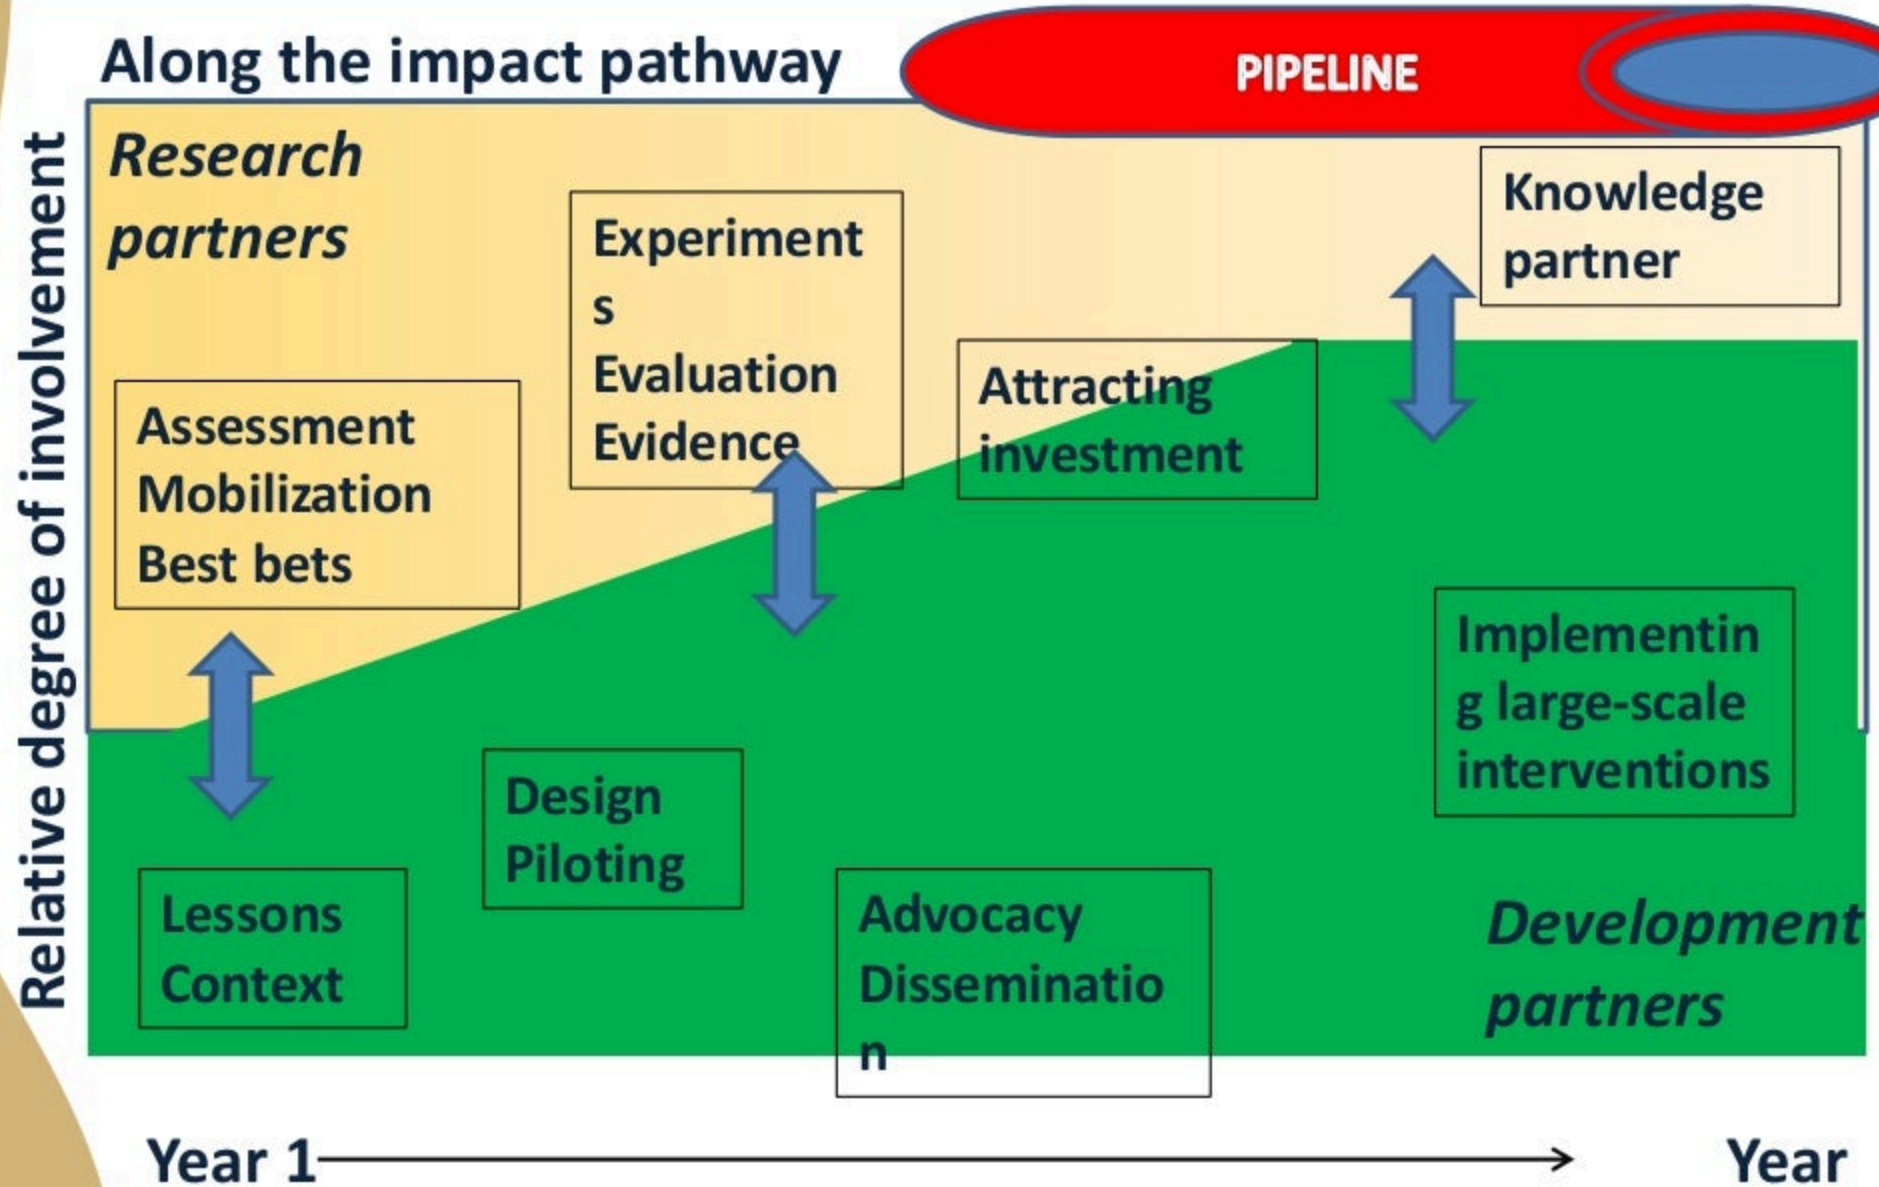 Along the impact pathway
PIPELINE
Relative degree of involvement
Research
partners
Knowledge
partner
Experiment
s
Evaluation
Evidence
Attracting
investment
Assessment
Mobilization
Best bets
Implementin
g large-scale
interventions
Design
Piloting
Lessons
Context
Advocacy
Disseminatio
n
Development
partners
Year 1
Year